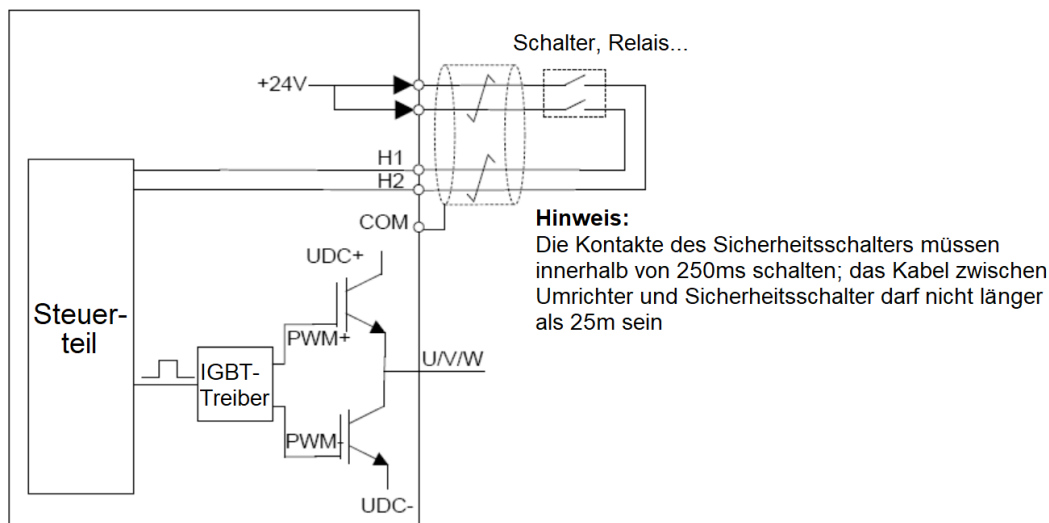 Schalter, Relais...
+24V
H1
H2
COM
Hinweis:
Die Kontakte des Sicherheitsschalters müssen
innerhalb von 250ms schalten; das Kabel zwischen
Umrichter und Sicherheitsschalter darf nicht länger
als 25m sein
UDC+
Steuer-
teil
PWM+
U/V/W
IGBT-
Treiber
PWM-
UDC-